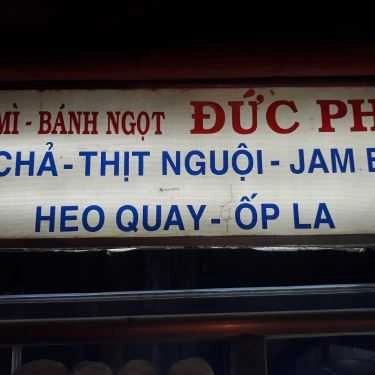 MÌ - BÁNH NGỌT ĐỨC PH
CHẢ - THỊT NGUỘI - JAM B
HEO QUAY - ỐP LA